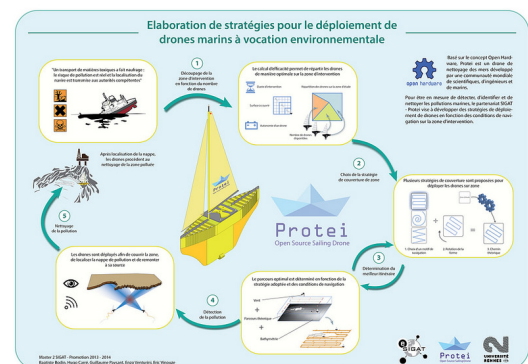 Elaboration de stratégies pour le déploiement de
drones marins à vocation environnementale
"Un transport de matières toxiques a fait naufrage :
le risque de pollution est réel et la localisation du
navire est transmise aux autorités compétentes"
1
Découpage de la
zone d'intervention
en fonction du nombre
de drones
Le calcul d'efficacité permet de répartir les drones
de manière optimale sur la zone d'intervention
open hardware
Basé sur le concept Open Hard-
ware, Protei est un drone de
nettoyage des mers développé
par une communauté mondiale
de scientifiques, d'ingénieurs et
de marins.
Pour être en mesure de détecter, d'identifier et de
nettoyer les pollutions marines, le partenariat SIGAT
- Protei vise à développer des stratégies de déploie-
ment de drones en fonction des conditions de navi-
gation sur la zone d'intervention.
2
Choix de la stratégie
de couverture de zone
Plusieurs stratégies de couverture sont proposées pour
déployer les drones sur zone
3
Détermination du
meilleur itinéraire
Le parcours optimal est déterminé en fonction de la
stratégie adoptée et des conditions de navigation
Vent
Parcours théorique
Bathymétrie
4
Détection de
la pollution
Les drones sont déployés afin de couvrir la zone,
de localiser la nappe de pollution et de remonter
à sa source
5
Nettoyage
de la pollution
Après localisation de la nappe,
les drones procèdent au
nettoyage de la zone polluée
Protei
Open Source Sailing Drone
Master 2 SIGAT - Promotion 2013 - 2014
SIGAT
Protei
UNIVERSITÉ
RENNES 2